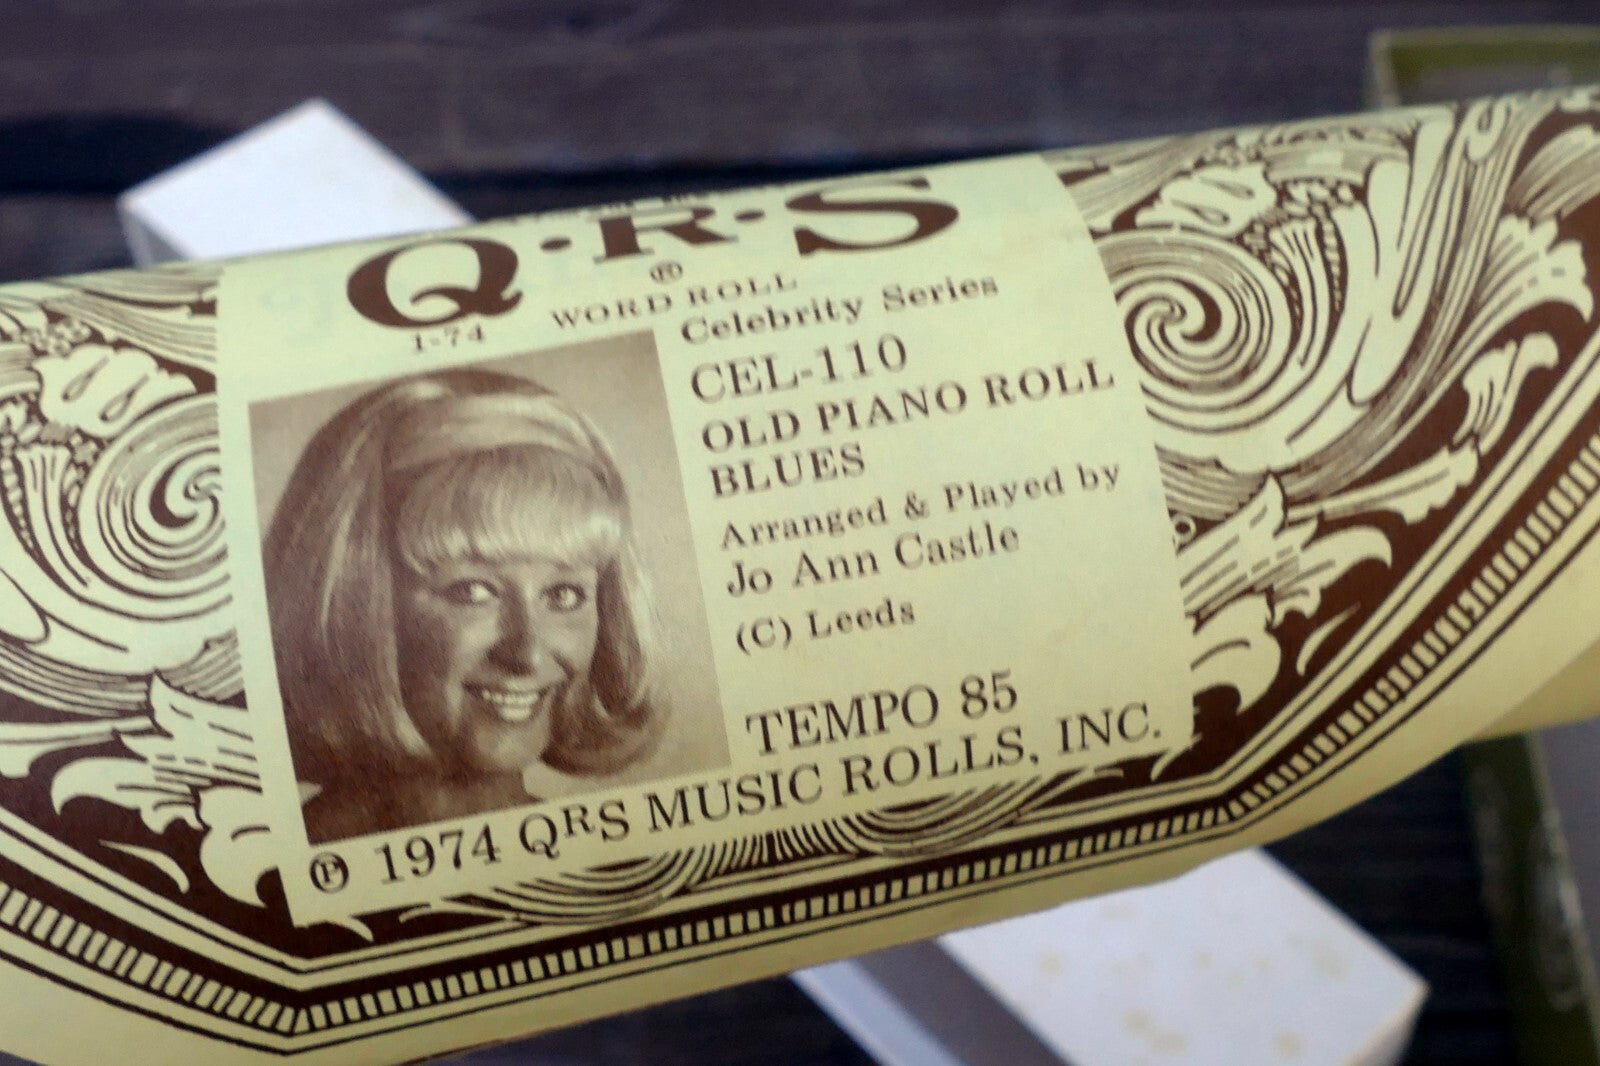 Q·R·S
®
WORD ROLL
1-74
Celebrity Series
CEL-110
OLD PIANO ROLL
BLUES
Arranged & Played by
Jo Ann Castle
(C) Leeds
TEMPO 85
℗ 1974 QRS MUSIC ROLLS, INC.